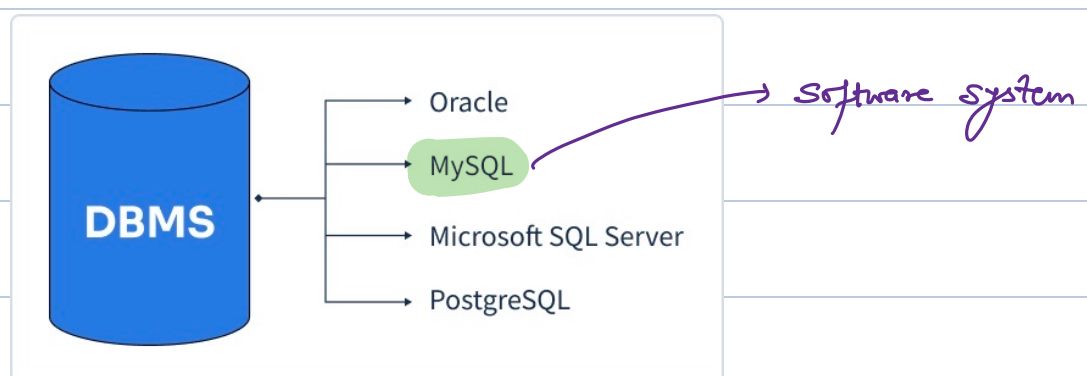 Oracle
software system
MySQL
DBMS
Microsoft SQL Server
PostgreSQL